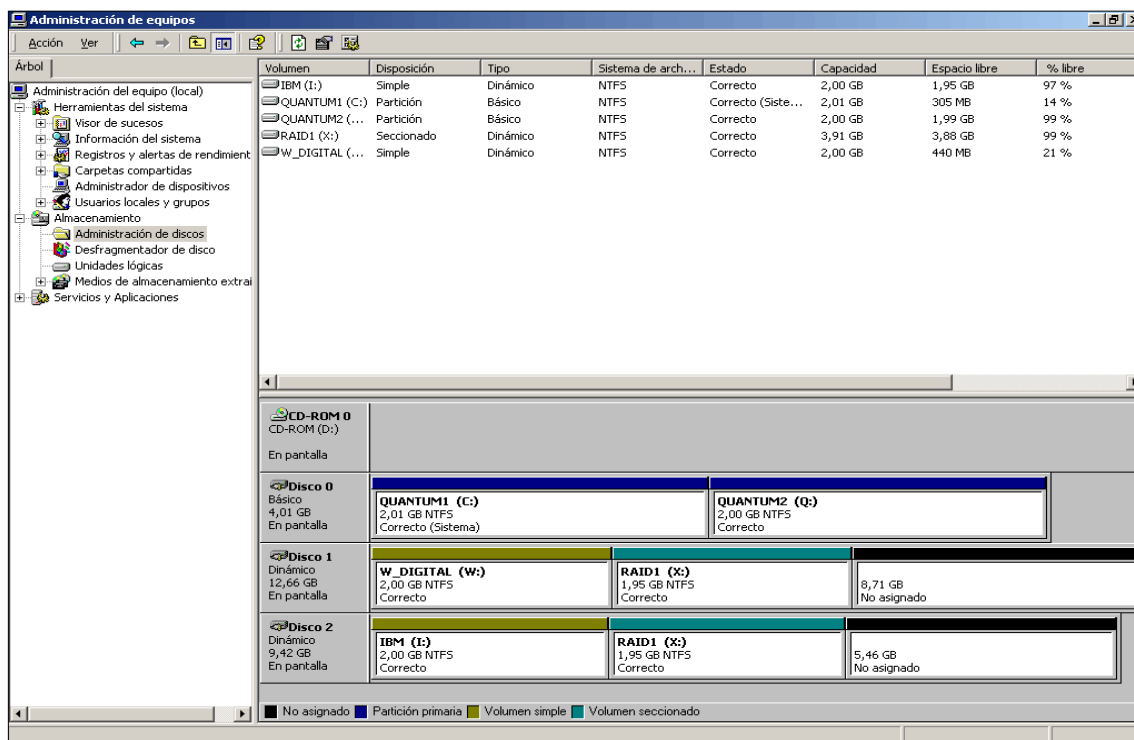 Administración de equipos
Acción Ver
Árbol
Administración del equipo (local)
Herramientas del sistema
Visor de sucesos
Información del sistema
Registros y alertas de rendimient
Carpetas compartidas
Administrador de dispositivos
Usuarios locales y grupos
Almacenamiento
Administración de discos
Desfragmentador de disco
Unidades lógicas
Medios de almacenamiento extrai
Servicios y Aplicaciones
Volumen Disposición Tipo Sistema de arch... Estado Capacidad Espacio libre % libre
IBM (I:) Simple Dinámico NTFS Correcto 2,00 GB 1,95 GB 97 %
QUANTUM1 (C:) Partición Básico NTFS Correcto (Siste... 2,01 GB 305 MB 14 %
QUANTUM2 (... Partición Básico NTFS Correcto 2,00 GB 1,99 GB 99 %
RAID1 (X:) Seccionado Dinámico NTFS Correcto 3,91 GB 3,88 GB 99 %
W_DIGITAL (... Simple Dinámico NTFS Correcto 2,00 GB 440 MB 21 %
CD-ROM 0
CD-ROM (D:)
En pantalla
Disco 0
Básico
4,01 GB
En pantalla
QUANTUM1 (C:)
2,01 GB NTFS
Correcto (Sistema)
QUANTUM2 (Q:)
2,00 GB NTFS
Correcto
Disco 1
Dinámico
12,66 GB
En pantalla
W_DIGITAL (W:)
2,00 GB NTFS
Correcto
RAID1 (X:)
1,95 GB NTFS
Correcto
8,71 GB
No asignado
Disco 2
Dinámico
9,42 GB
En pantalla
IBM (I:)
2,00 GB NTFS
Correcto
RAID1 (X:)
1,95 GB NTFS
Correcto
5,46 GB
No asignado
No asignado Partición primaria Volumen simple Volumen seccionado